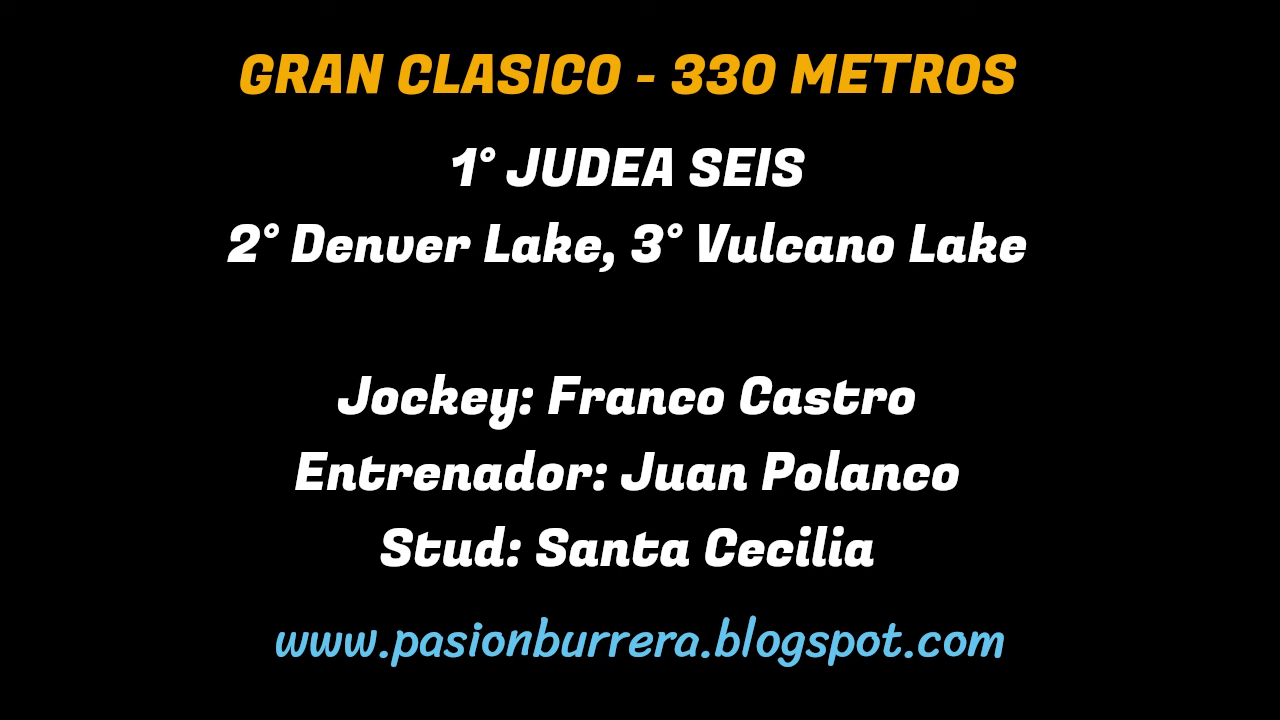 GRAN CLASICO - 330 METROS
1° JUDEA SEIS
2° Denver Lake, 3° Vulcano Lake
Jockey: Franco Castro
Entrenador: Juan Polanco
Stud: Santa Cecilia
www.pasionburrera.blogspot.com